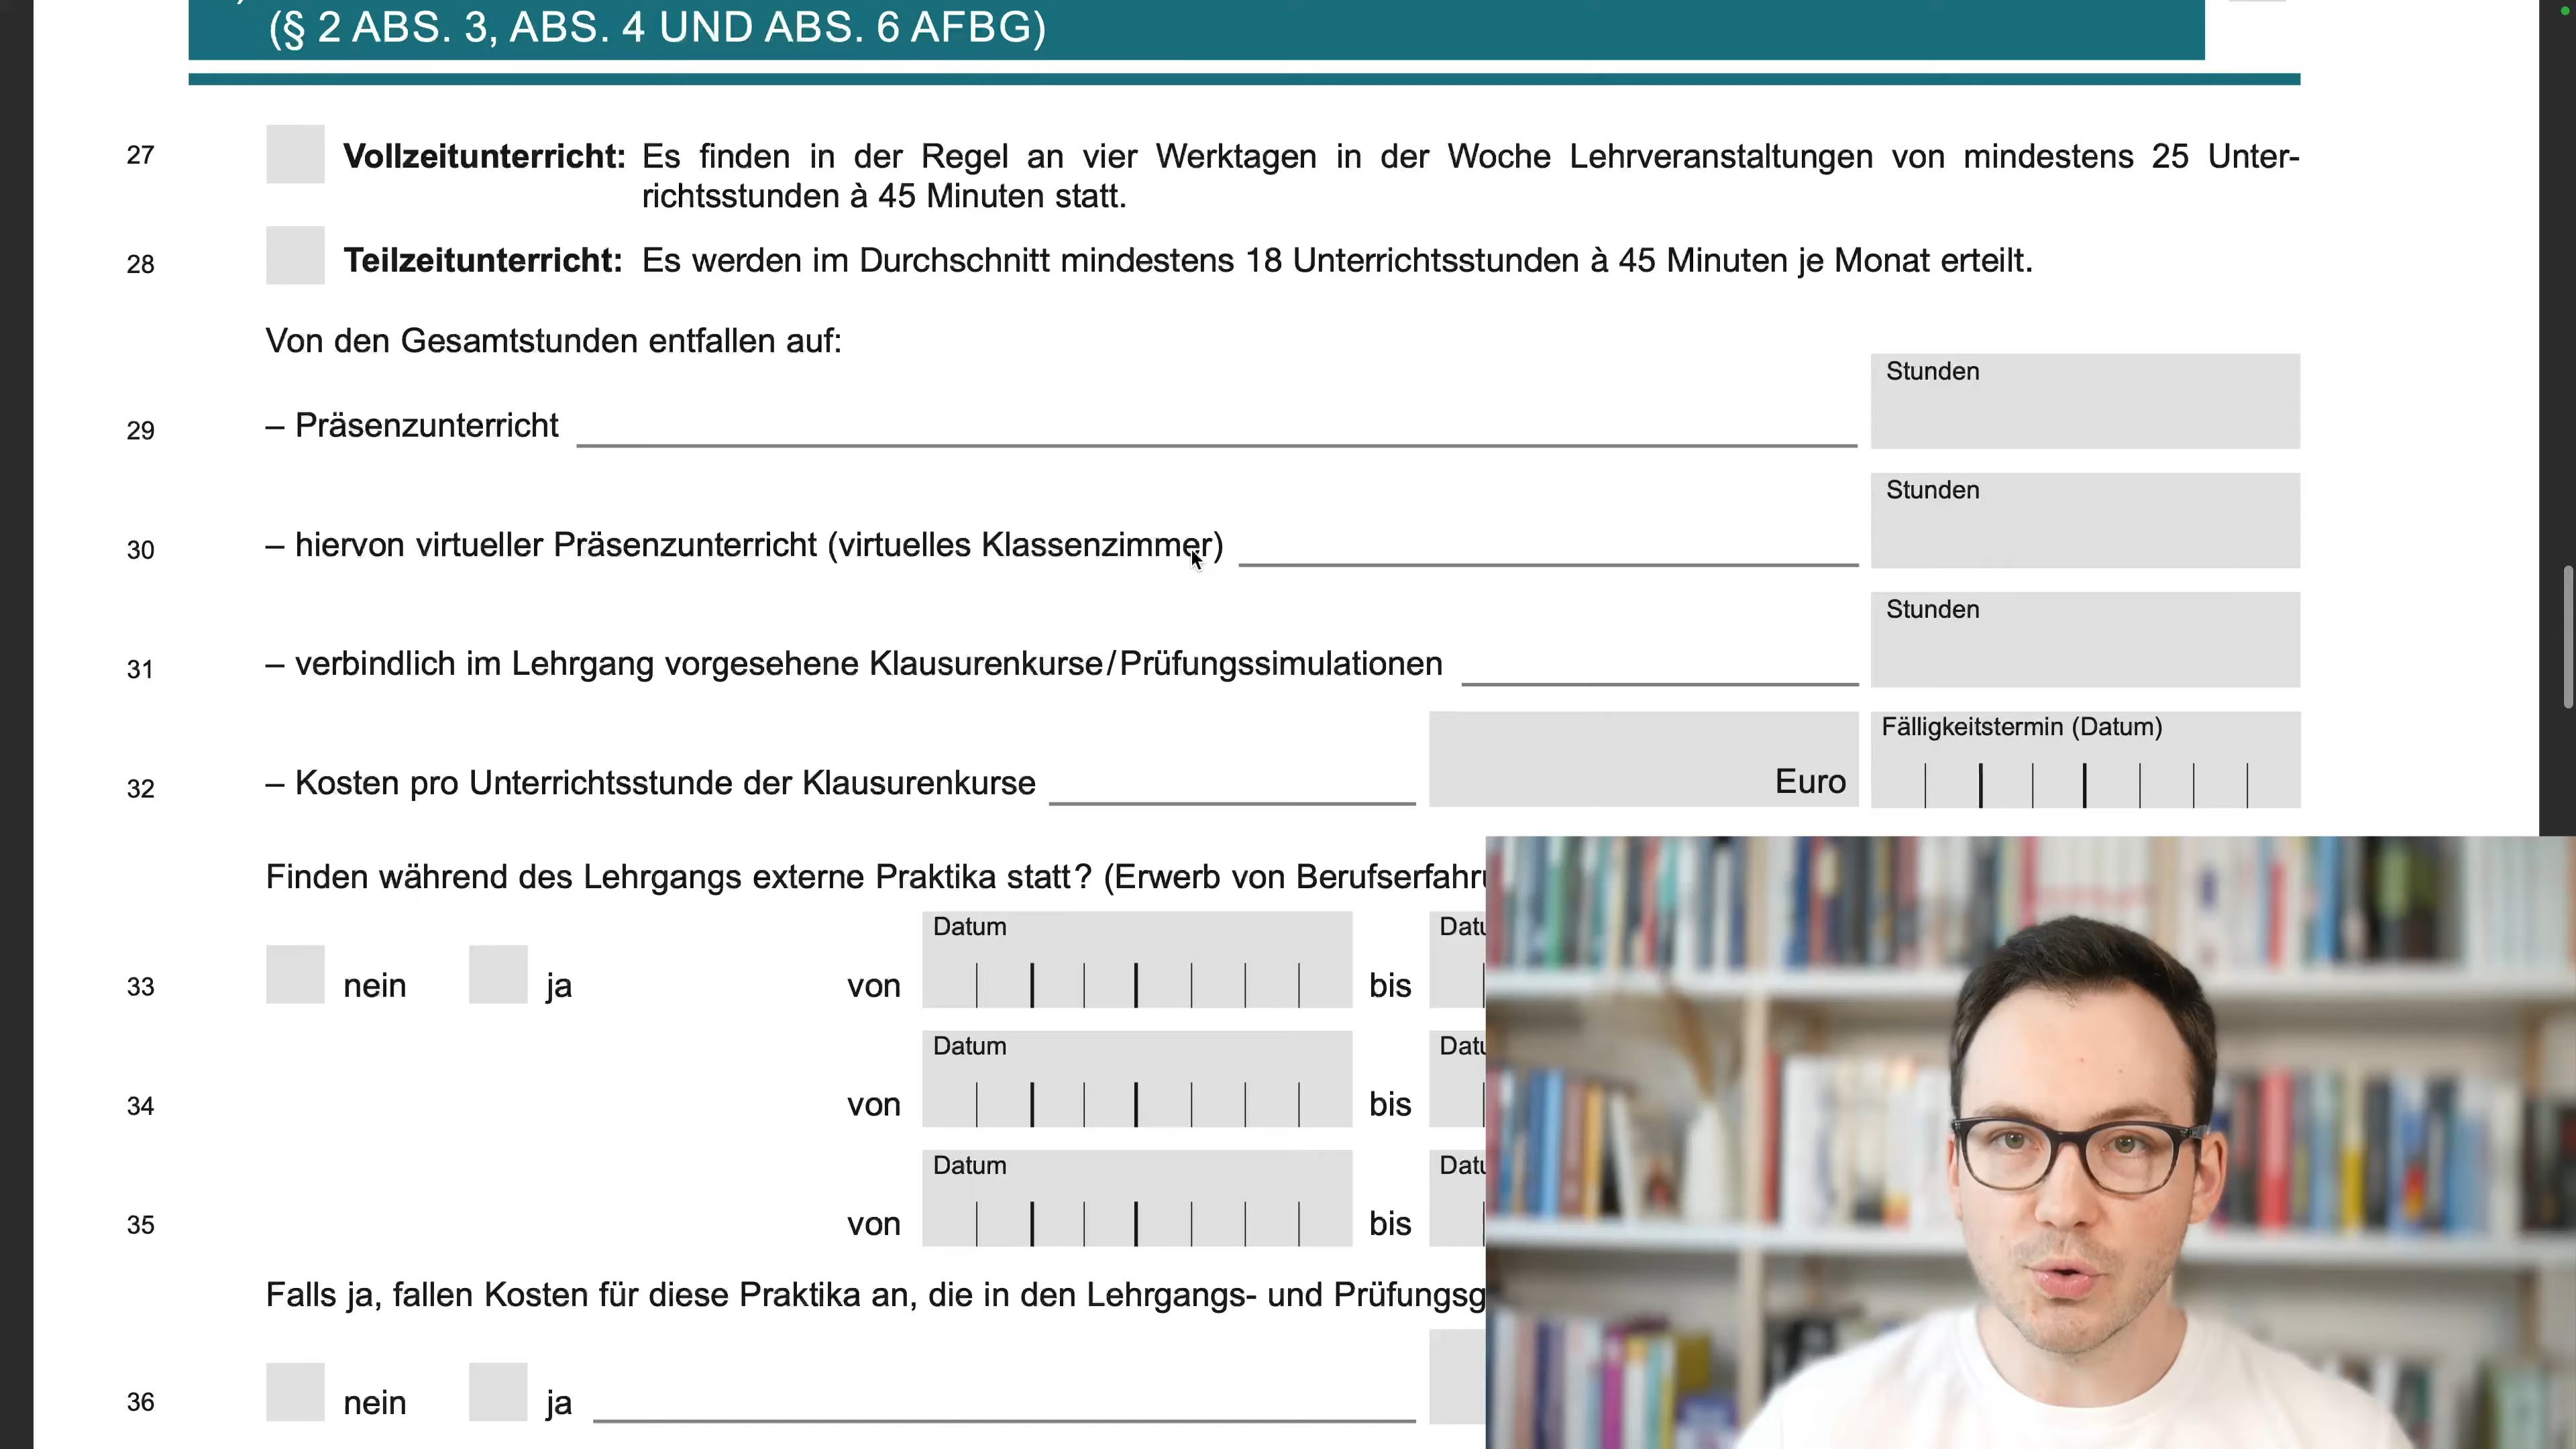 (§ 2 ABS. 3, ABS. 4 UND ABS. 6 AFBG)
27 Vollzeitunterricht: Es finden in der Regel an vier Werktagen in der Woche Lehrveranstaltungen von mindestens 25 Unter-
richtsstunden à 45 Minuten statt.
28 Teilzeitunterricht: Es werden im Durchschnitt mindestens 18 Unterrichtsstunden à 45 Minuten je Monat erteilt.
Von den Gesamtstunden entfallen auf:
Stunden
29 – Präsenzunterricht
Stunden
30 – hiervon virtueller Präsenzunterricht (virtuelles Klassenzimmer)
Stunden
31 – verbindlich im Lehrgang vorgesehene Klausurenkurse/Prüfungssimulationen
Fälligkeitstermin (Datum)
32 – Kosten pro Unterrichtsstunde der Klausurenkurse Euro
Finden während des Lehrgangs externe Praktika statt? (Erwerb von
Datum
33 nein ja von bis
Datum
34 von bis
Datum
35 von bis
Falls ja, fallen Kosten für diese Praktika an, die in den Lehrgangs- und
36 nein ja